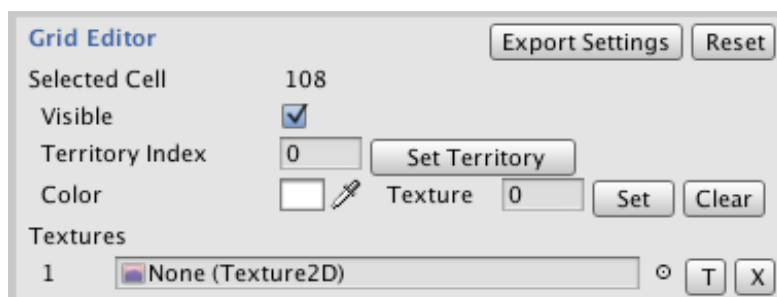 Grid Editor Export Settings Reset
Selected Cell 108
Visible
Territory Index 0 Set Territory
Color Texture 0 Set Clear
Textures
1 None (Texture2D) T X